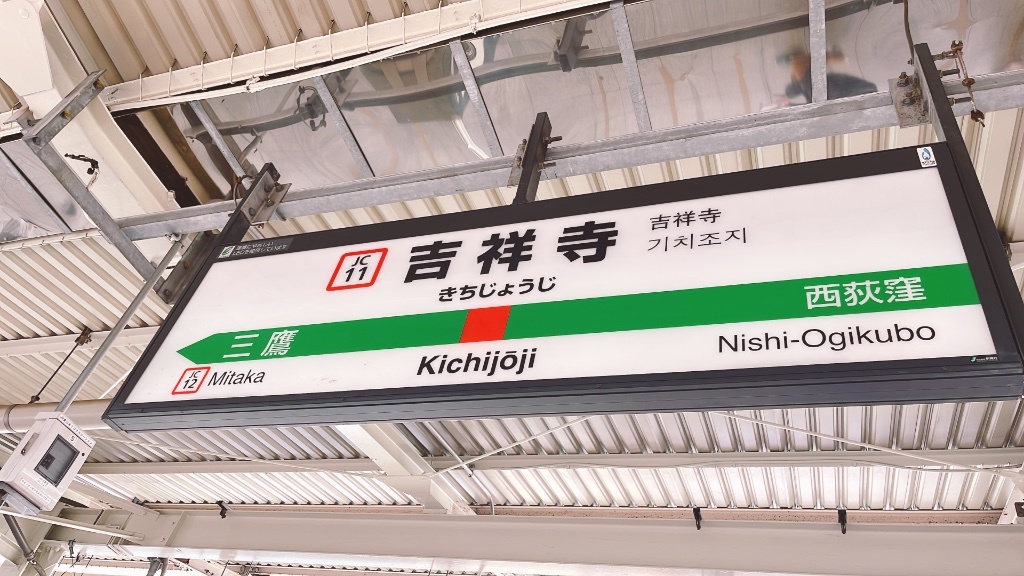 JC
11
吉祥寺
きちじょうじ
吉祥寺
기치조지
三鷹
西荻窪
JC
12
Mitaka
Kichijōji
Nishi-Ogikubo